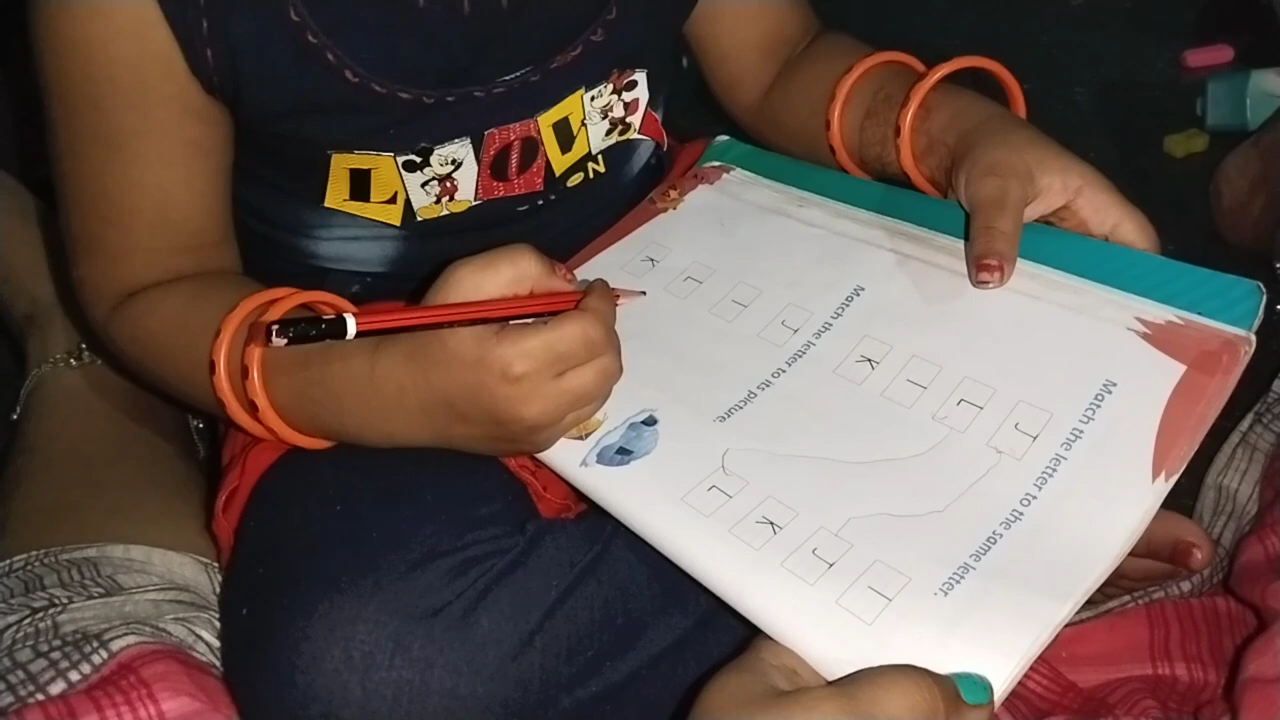 L O
ON
Match the letter to the same letter.
J I
L J
I K
K L
Match the letter to its picture.
J
I
L
K